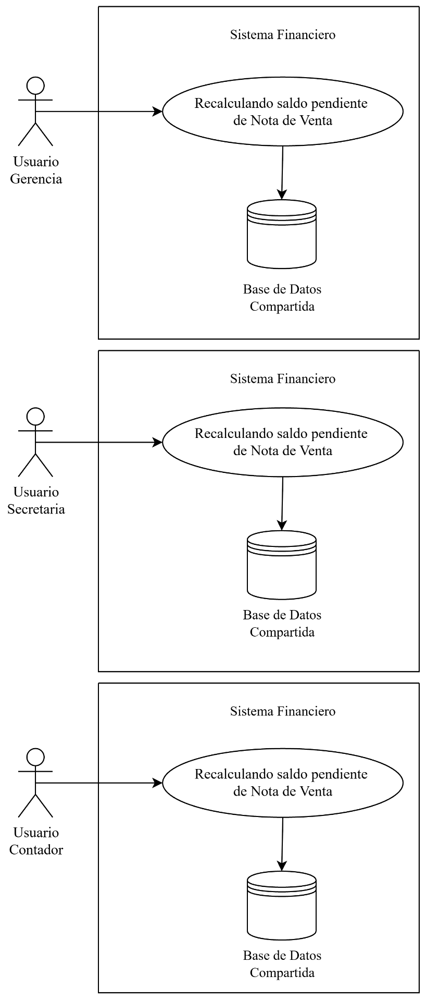 Sistema Financiero
Recalculando saldo pendiente
de Nota de Venta
Usuario
Gerencia
Base de Datos
Compartida
Sistema Financiero
Recalculando saldo pendiente
de Nota de Venta
Usuario
Secretaria
Base de Datos
Compartida
Sistema Financiero
Recalculando saldo pendiente
de Nota de Venta
Usuario
Contador
Base de Datos
Compartida